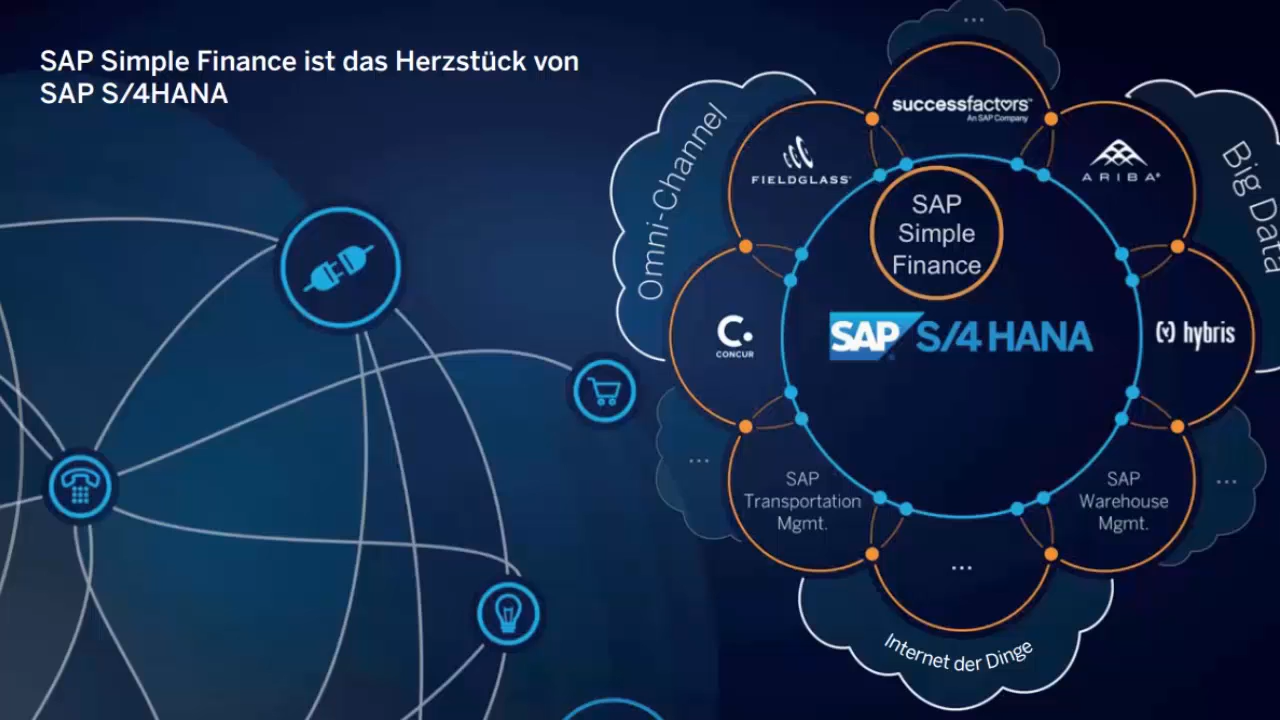 SAP Simple Finance ist das Herzstück von
SAP S/4HANA
...
successfactors™
An SAP Company
Omni-Channel
FIELDGLASS®
ARIBA®
Big Data
SAP
Simple
Finance
CONCUR
SAP® S/4 HANA
hybris
...
SAP
Transportation
Mgmt.
SAP
Warehouse
Mgmt.
...
...
Internet der Dinge